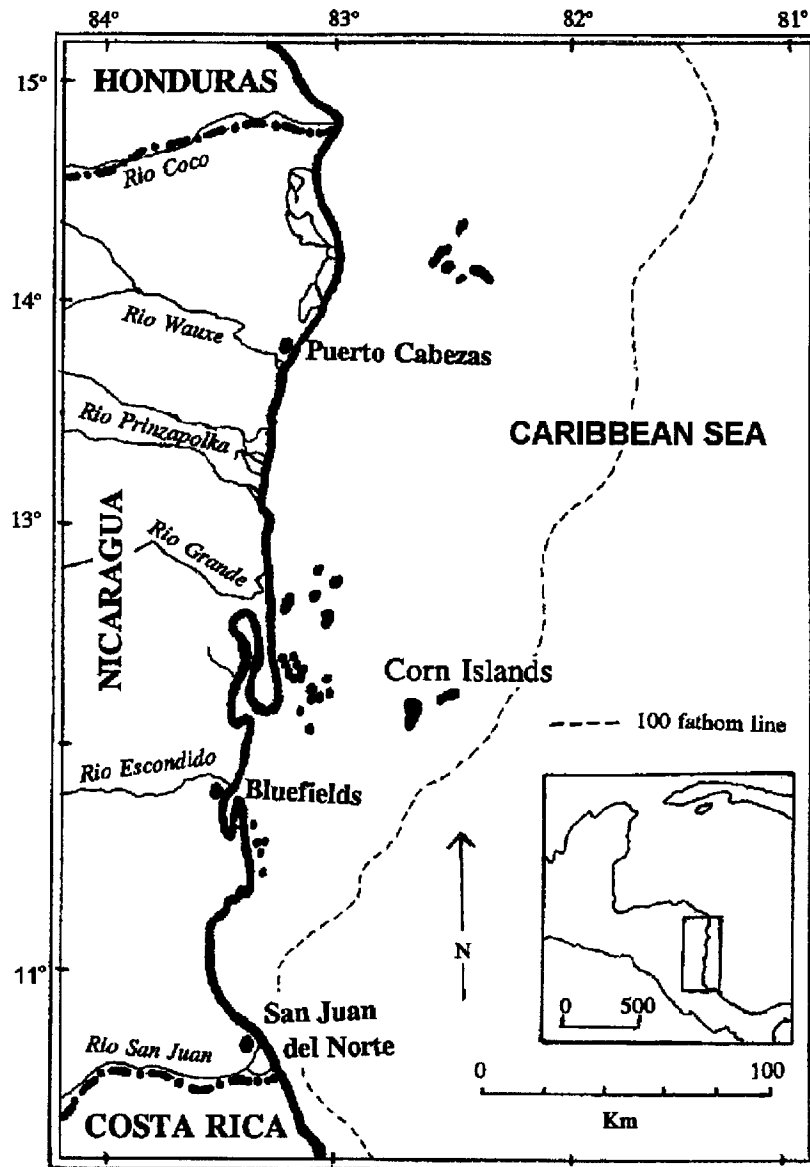 84° 83° 82° 81°
15°
HONDURAS
Rio Coco
14°
Rio Wauxe
Puerto Cabezas
Rio Prinzapolka
CARIBBEAN SEA
13°
NICARAGUA
Rio Grande
Corn Islands
100 fathom line
Rio Escondido
Bluefields
N
11°
San Juan
del Norte
Rio San Juan
COSTA RICA
0 500
0 100
Km